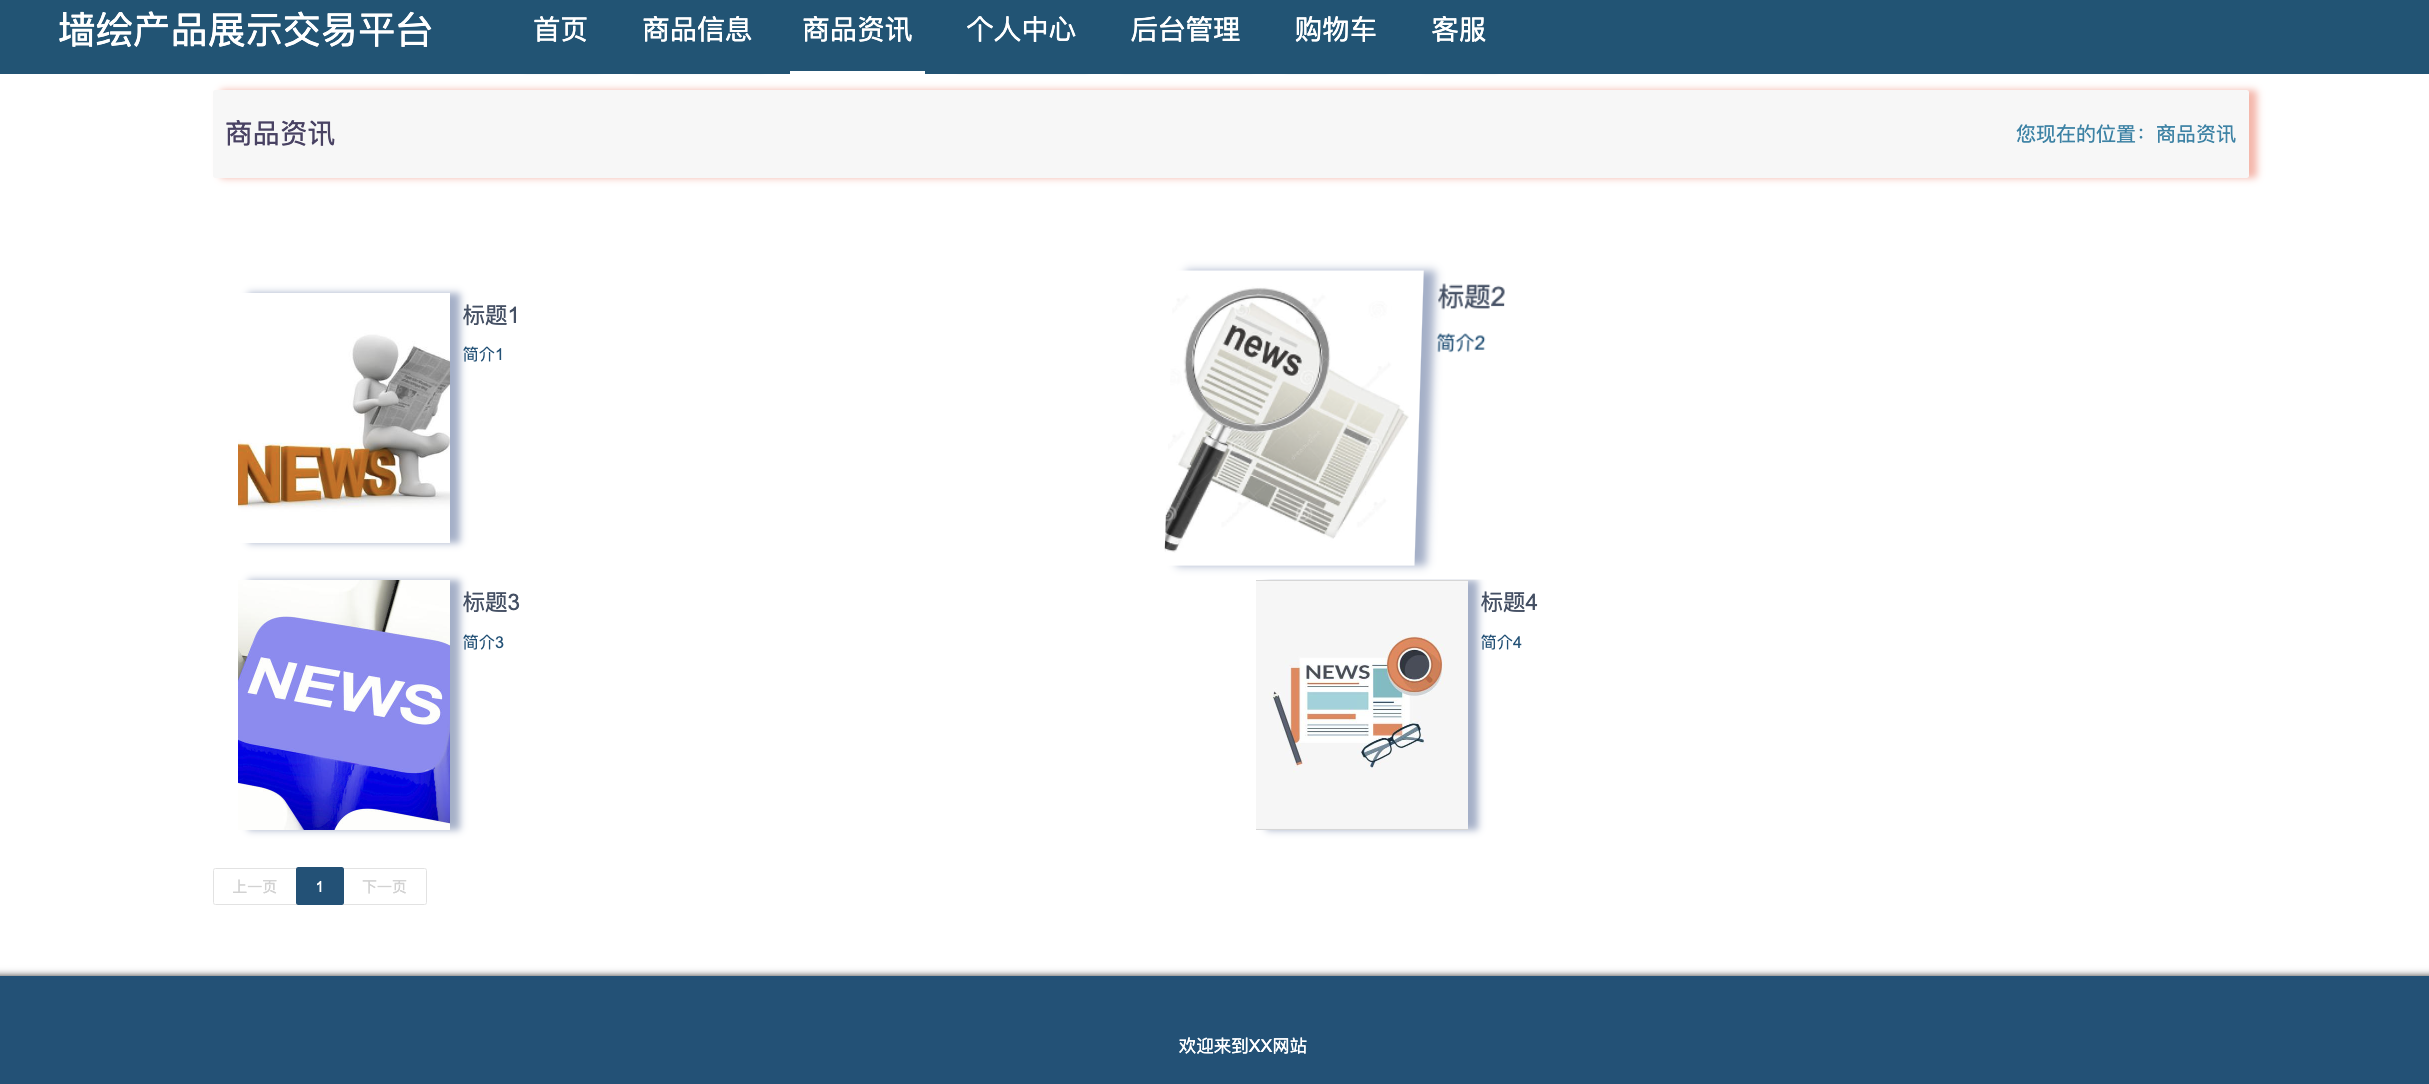 墙绘产品展示交易平台 首页 商品信息 商品资讯 个人中心 后台管理 购物车 客服
商品资讯 您现在的位置：商品资讯
NEWS
标题1
简介1
news
标题2
简介2
NEWS
标题3
简介3
NEWS
标题4
简介4
上一页 1 下一页
欢迎来到XX网站